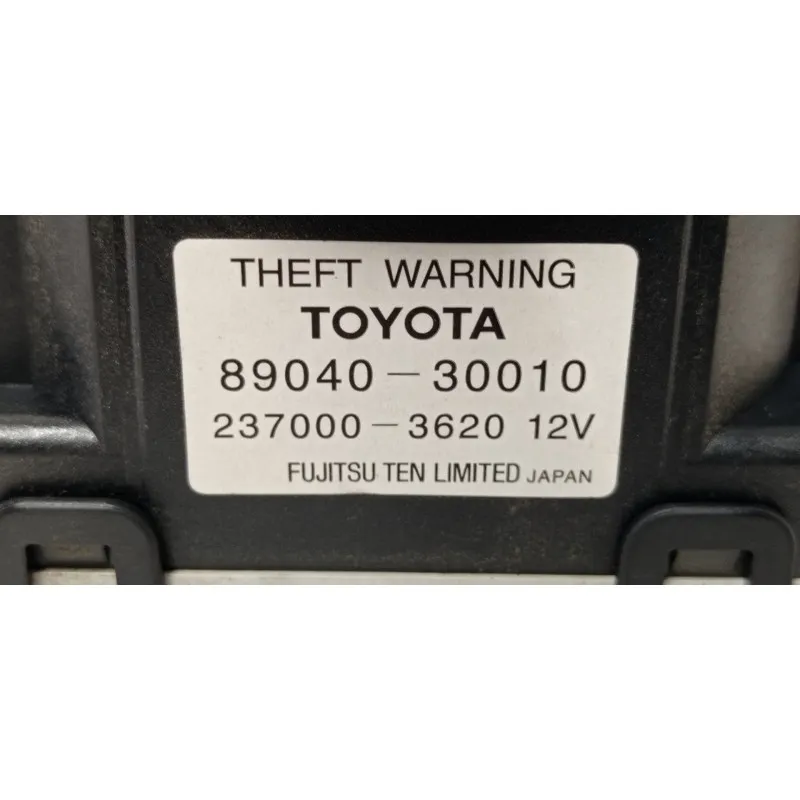 THEFT WARNING
TOYOTA
89040-30010
237000-3620 12V
FUJITSU TEN LIMITED JAPAN